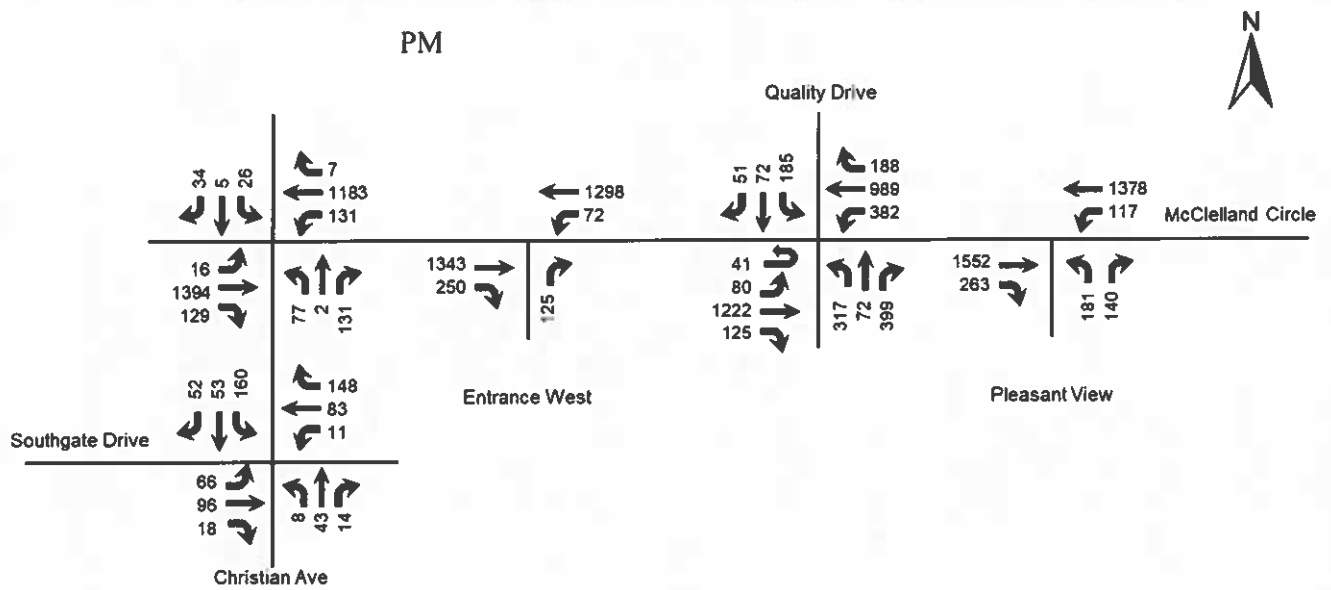 PM
N
Quality Drive
34 5 26
7
1183
131
1298
72
51 72 185
188
989
382
1378
117
McClelland Circle
16
1394
129
77 2 131
1343
250
125
41
80
1222
125
317 72 399
1552
263
181 140
52 53 160
148
83
11
Entrance West
Pleasant View
Southgate Drive
66
96
18
8 43 14
Christian Ave